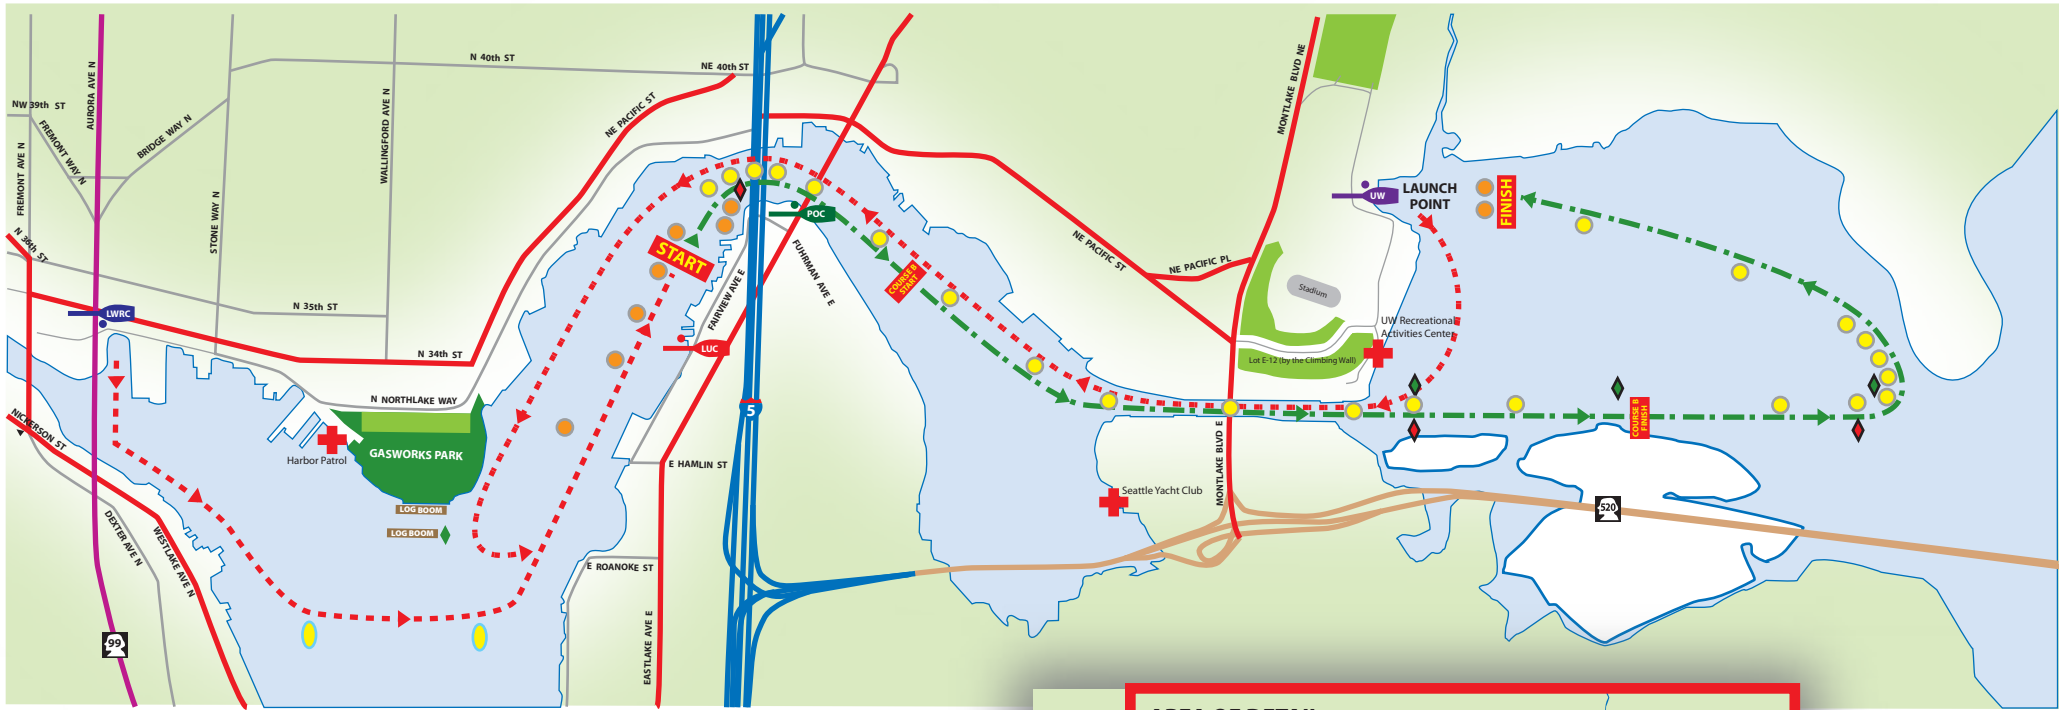 N 40th ST
NE 40th ST
NW 39th ST
AURORA AVE N
FREMONT WAY N
BRIDGE WAY N
FREMONT AVE N
STONE WAY N
WALLINGFORD AVE N
NE PACIFIC ST
N 36th ST
N 35th ST
N 34th ST
LWRC
NICKERSON ST
N NORTHLAKE WAY
GASWORKS PARK
Harbor Patrol
LOG BOOM
LOG BOOM
DEXTER AVE N
WESTLAKE AVE N
99
START
POC
LUC
FAIRVIEW AVE E
FUHRMAN AVE E
5
E HAMLIN ST
E ROANOKE ST
EASTLAKE AVE E
COURSE B
START
NE PACIFIC ST
NE PACIFIC PL
MONTLAKE BLVD NE
Stadium
UW Recreational
Activities Center
Lot E-12 (by the Climbing Wall)
UW
LAUNCH
POINT
FINISH
MONTLAKE BLVD E
Seattle Yacht Club
COURSE B
FINISH
520